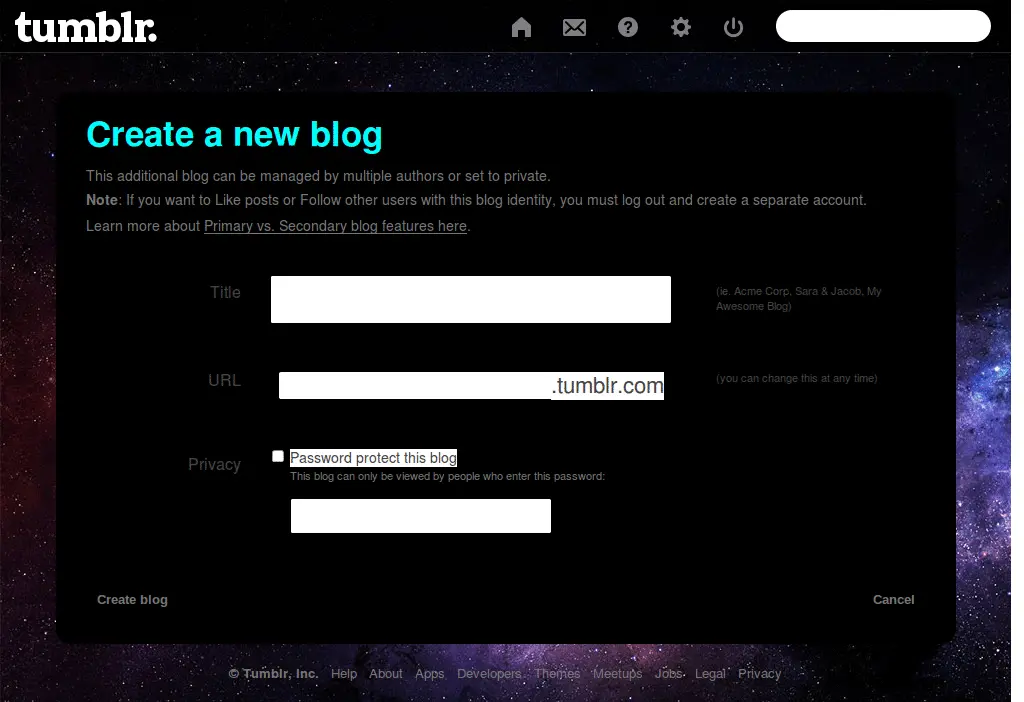 tumblr.
Create a new blog
This additional blog can be managed by multiple authors or set to private.
Note: If you want to Like posts or Follow other users with this blog identity, you must log out and create a separate account.
Learn more about Primary vs. Secondary blog features here.
Title
(ie. Acme Corp, Sara & Jacob, My
Awesome Blog)
URL
.tumblr.com
(you can change this at any time)
Privacy
Password protect this blog
This blog can only be viewed by people who enter this password:
Create blog
Cancel
© Tumblr, Inc. Help About Apps Developers Themes Meetups Jobs Legal Privacy